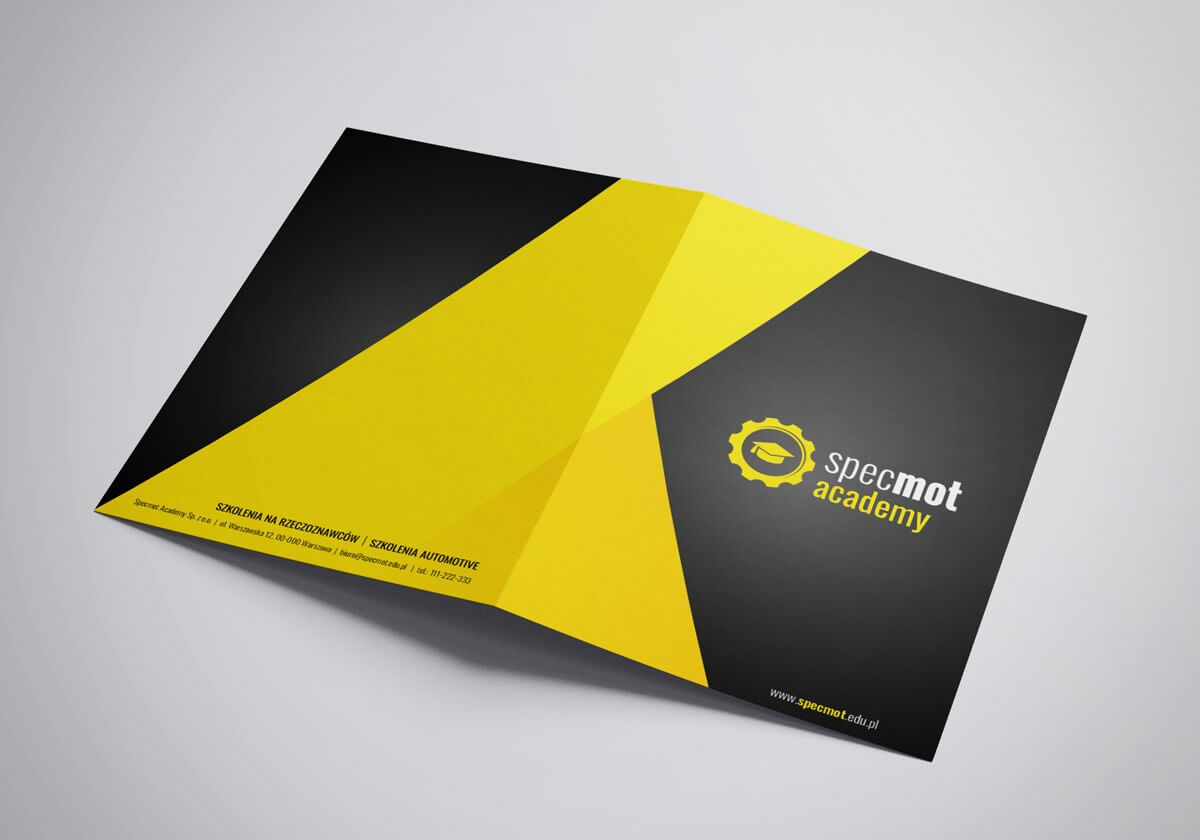 SZKOLENIA NA RZECZOZNAWCÓW | SZKOLENIA AUTOMOTIVE
Specmot Academy Sp. z o.o. | ul. Warszawska 12, 00-000 Warszawa | biuro@specmot.edu.pl | tel.: 111-222-333
specmot
academy
www.specmot.edu.pl